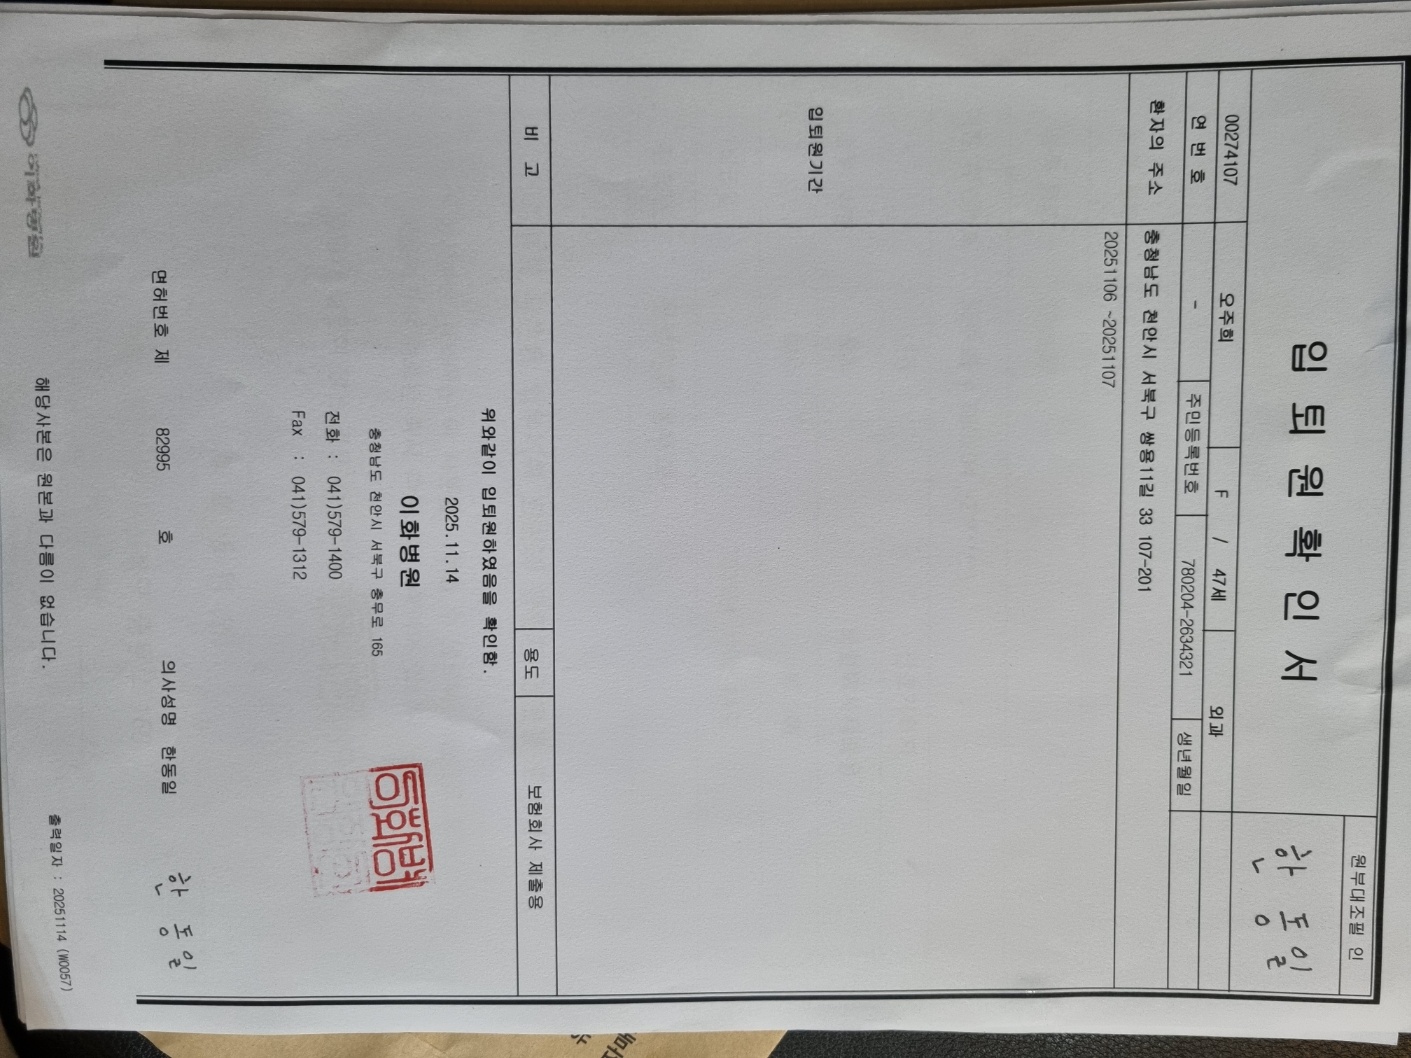 입 퇴 원 확 인 서
원부대조필 인
한 동 일
00274107 오주희 F / 47세 외과
연 번 호 - 주민등록번호 780204-2634321 생년월일
환자의 주소 충청남도 천안시 서북구 쌍용11길 33 107-201
입퇴원기간 20251106 ~20251107
비 고 용도 보험회사 제출용
위와같이 입퇴원하였음을 확인함.
2025.11.14
이화병원
충청남도 천안시 서북구 충무로 165
전화 : 041)579-1400
Fax : 041)579-1312
면허번호 제 82995 호 의사성명 한동일 한 동 일
해당사본은 원본과 다름이 없습니다.
출력일자 : 20251114 (W0057)
이화병원